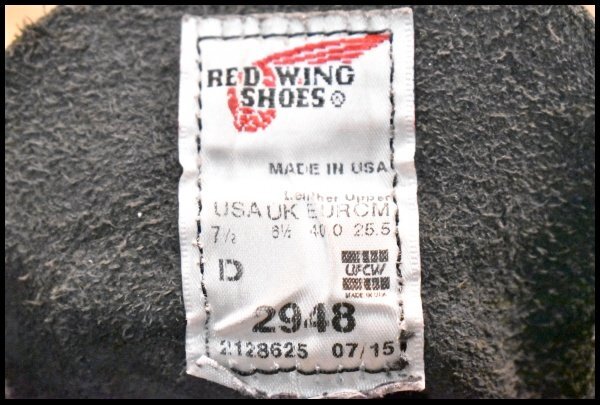 RED WING
SHOES ®
MADE IN USA
Leather Upper
USA UK EUR CM
7½ 6½ 40.0 25.5
D
UFCW
MADE IN USA
2948
2128625 07/15